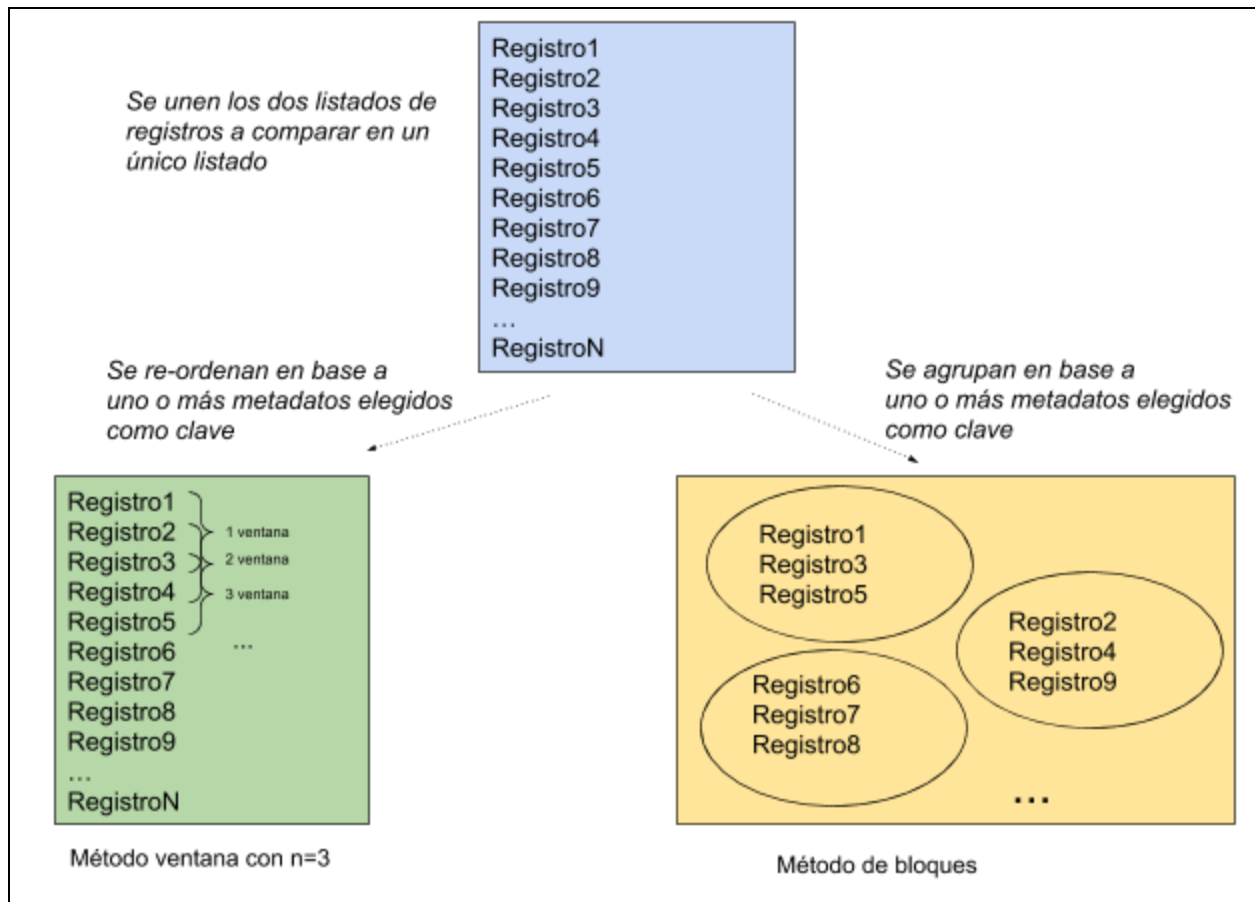 Se unen los dos listados de
registros a comparar en un
único listado
Registro1
Registro2
Registro3
Registro4
Registro5
Registro6
Registro7
Registro8
Registro9
...
RegistroN
Se re-ordenan en base a
uno o más metadatos elegidos
como clave
Se agrupan en base a
uno o más metadatos elegidos
como clave
Registro1
Registro2
Registro3
Registro4
Registro5
Registro6
Registro7
Registro8
Registro9
...
RegistroN
1 ventana
2 ventana
3 ventana
...
Método ventana con n=3
Registro1
Registro3
Registro5
Registro2
Registro4
Registro9
Registro6
Registro7
Registro8
...
Método de bloques